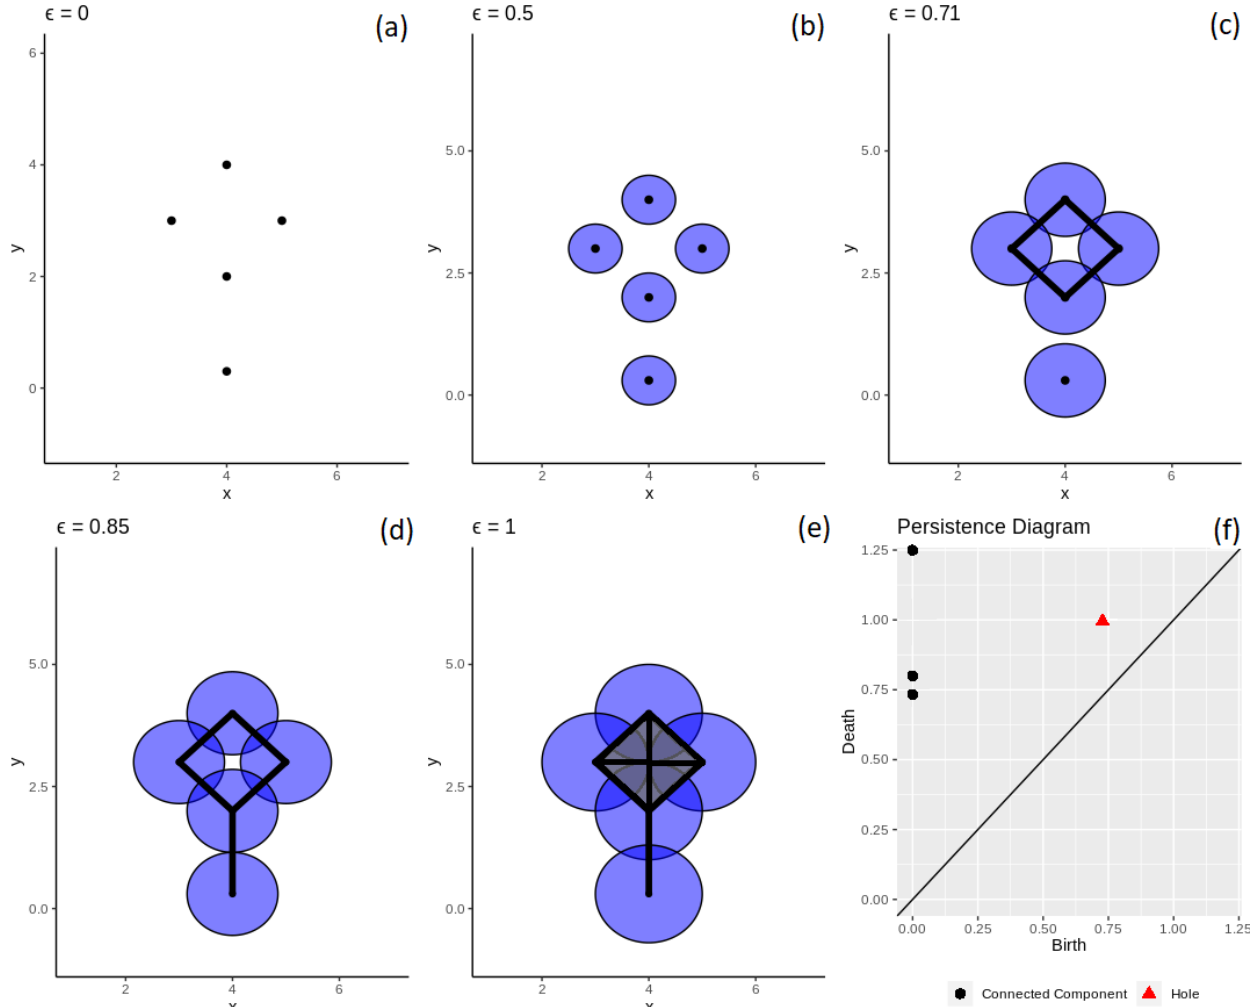 ϵ = 0
(a)
6
4
2
0
y
2
4
6
x
ϵ = 0.5
(b)
5.0
2.5
0.0
y
2
4
6
x
ϵ = 0.71
(c)
5.0
2.5
0.0
y
2
4
6
x
ϵ = 0.85
(d)
5.0
2.5
0.0
y
2
4
6
x
ϵ = 1
(e)
5.0
2.5
0.0
y
2
4
6
x
Persistence Diagram
(f)
1.25
1.00
0.75
0.50
0.25
0.00
Death
0.00
0.25
0.50
0.75
1.00
1.25
Birth
Connected Component
Hole